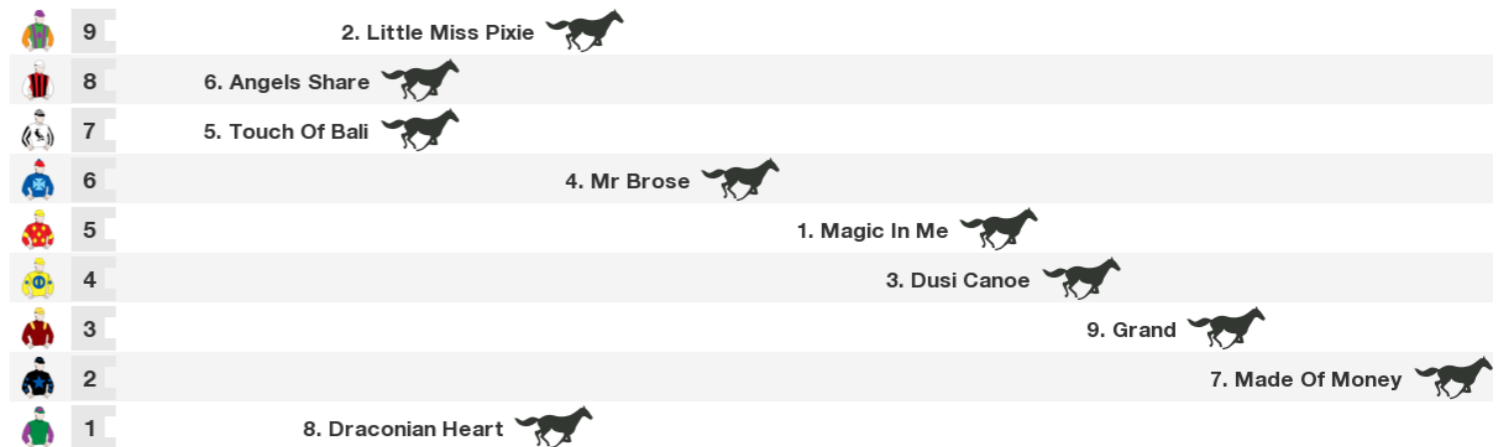 9 2. Little Miss Pixie
8 6. Angels Share
7 5. Touch Of Bali
6 4. Mr Brose
5 1. Magic In Me
4 3. Dusi Canoe
3 9. Grand
2 7. Made Of Money
1 8. Draconian Heart